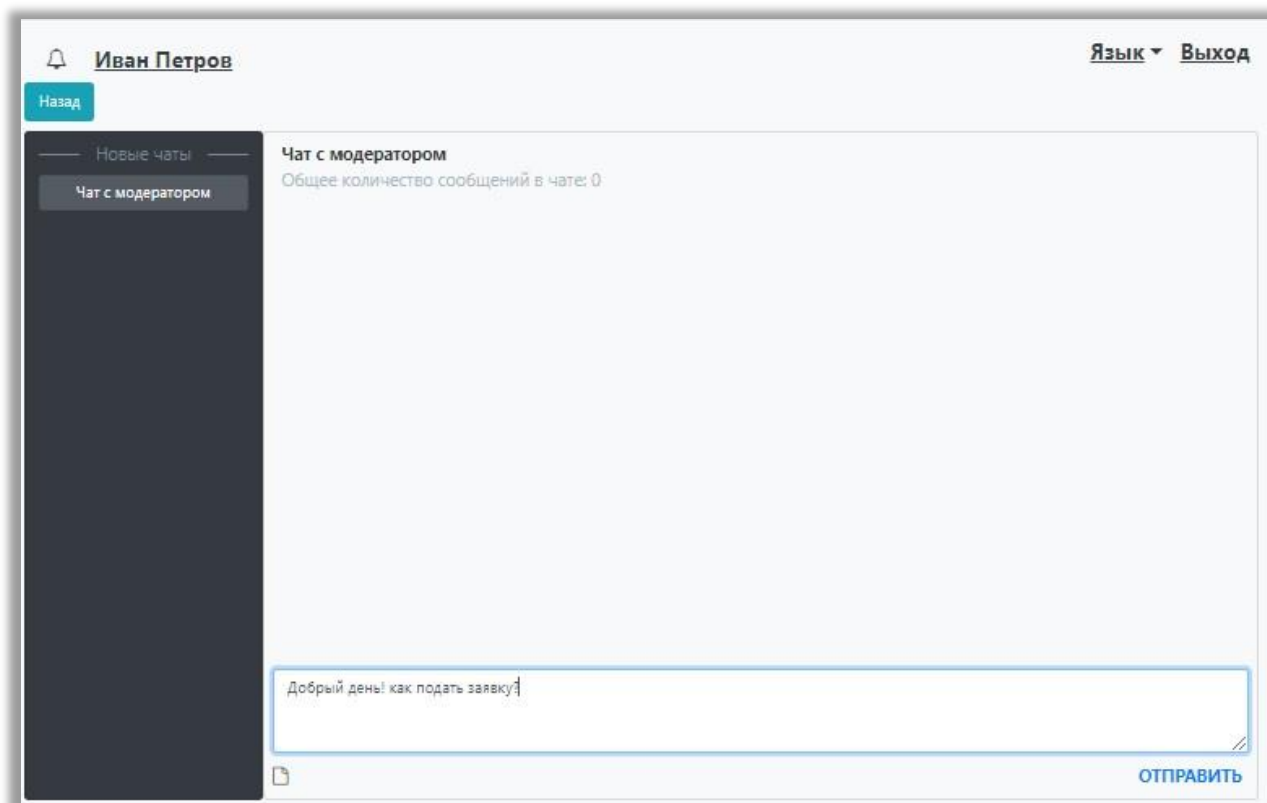 Иван Петров
Язык Выход
Назад
Новые чаты
Чат с модератором
Чат с модератором
Общее количество сообщений в чате: 0
Добрый день! как подать заявку?
ОТПРАВИТЬ